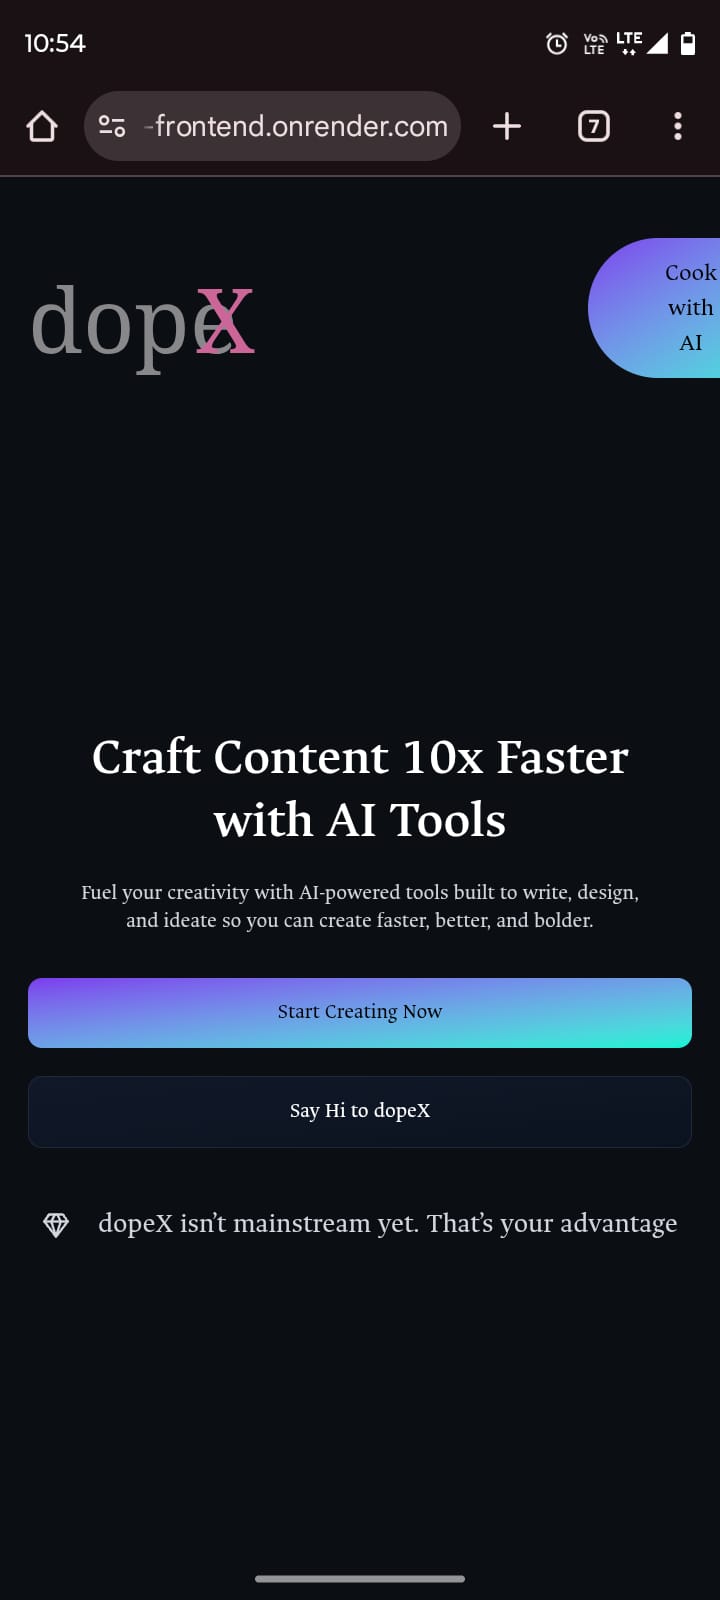 10:54
Vo LTE
LTE
-frontend.onrender.com
7
dopeX
Cook
with
AI
Craft Content 10x Faster
with AI Tools
Fuel your creativity with AI-powered tools built to write, design,
and ideate so you can create faster, better, and bolder.
Start Creating Now
Say Hi to dopeX
dopeX isn’t mainstream yet. That’s your advantage